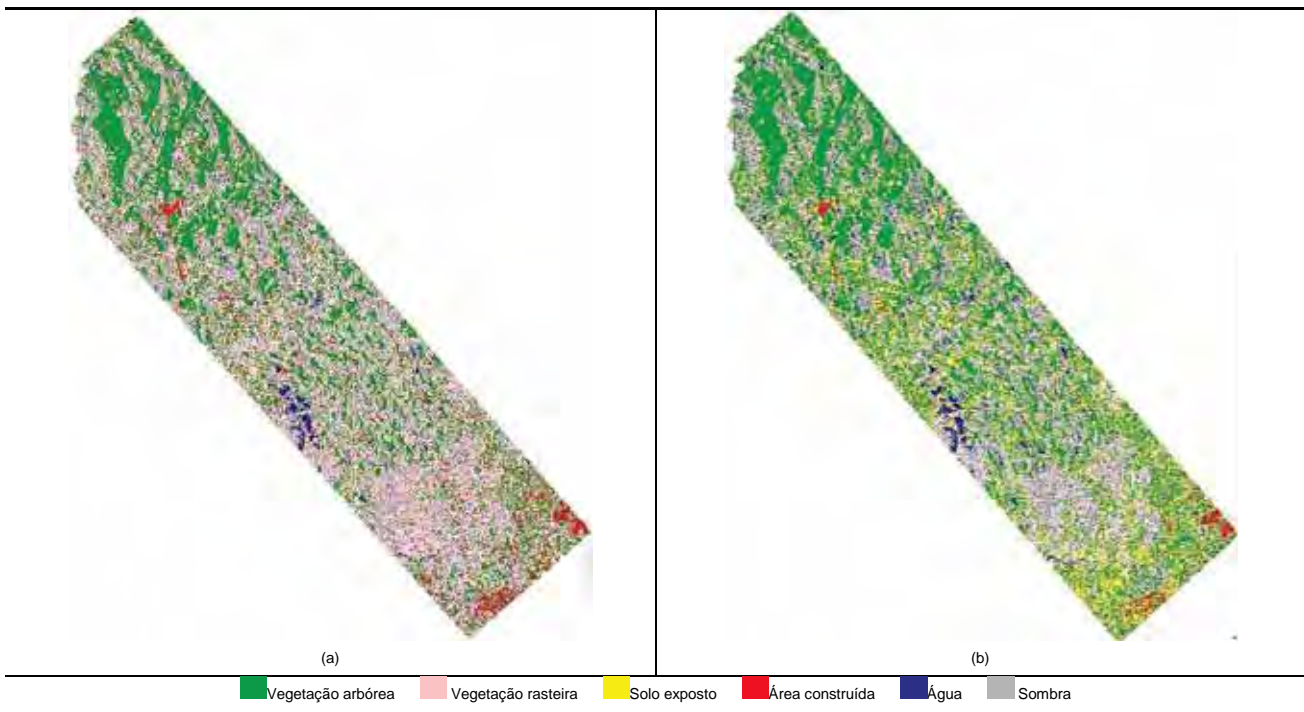 (a)
(b)
Vegetação arbórea Vegetação rasteira Solo exposto Área construída Água Sombra